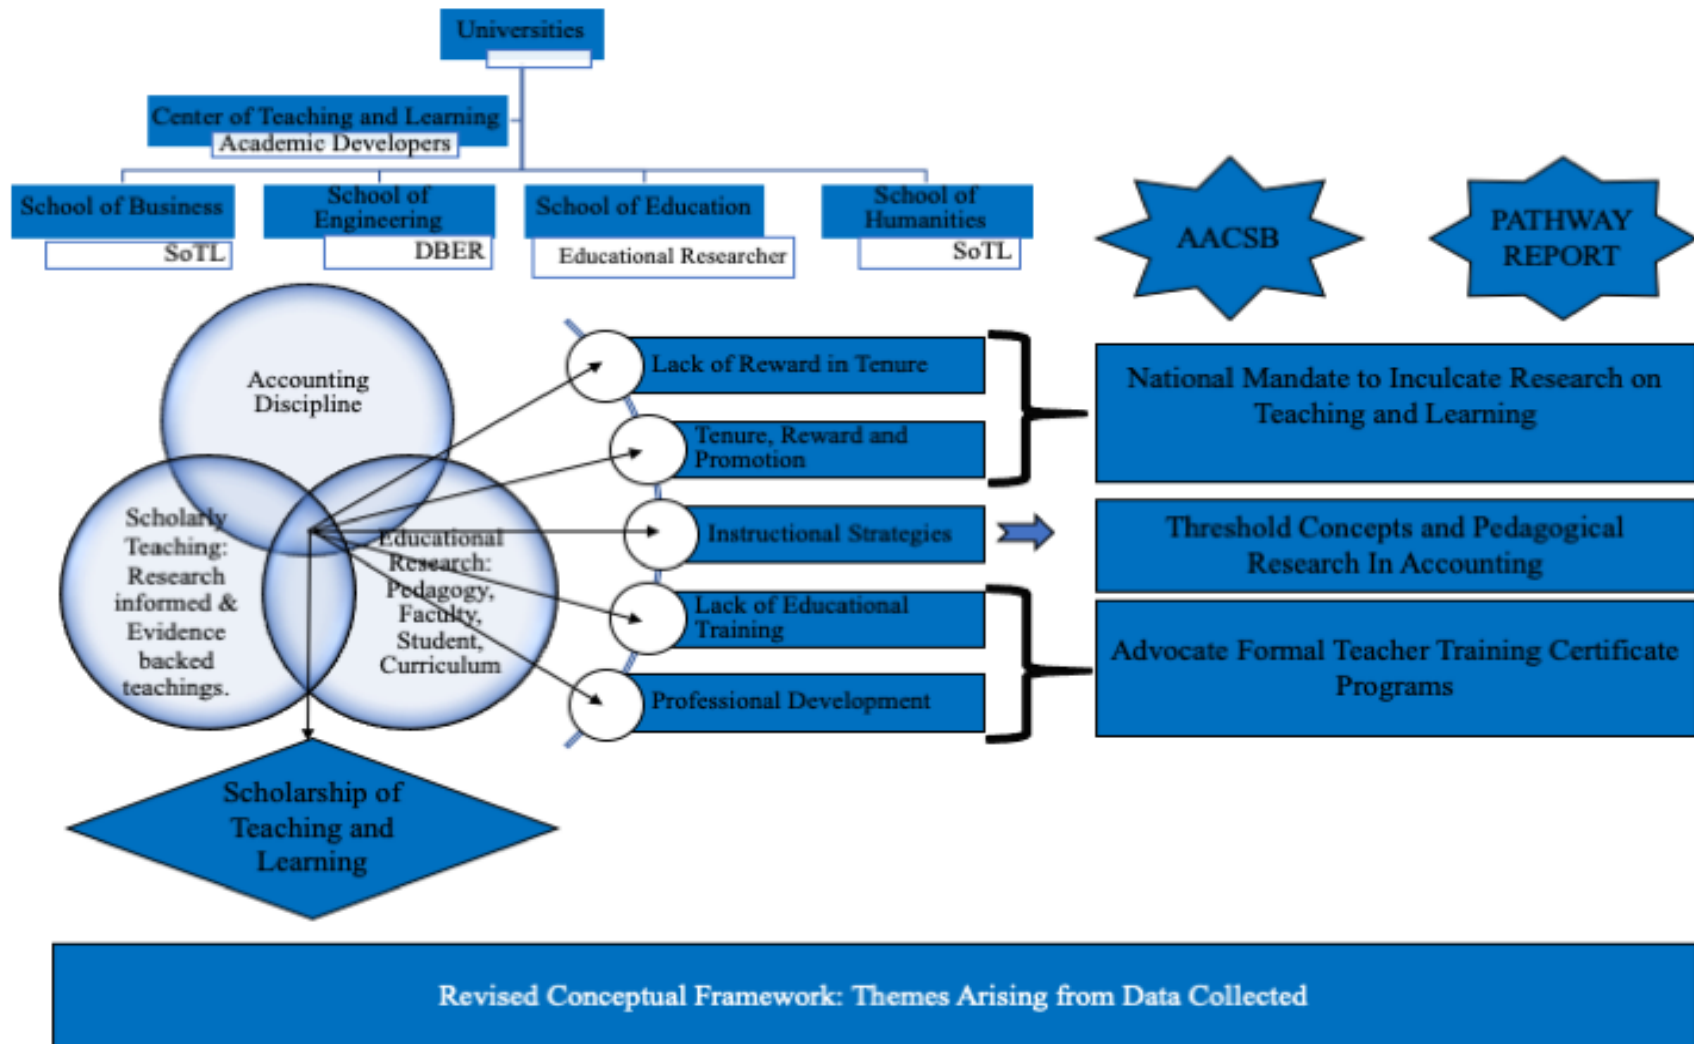 Universities
Center of Teaching and Learning
Academic Developers
School of Business
SoTL
School of
Engineering
DBER
School of Education
Educational Researcher
School of
Humanities
SoTL
AACSB
PATHWAY
REPORT
Accounting
Discipline
Scholarly
Teaching:
Research
informed &
Evidence
backed
teachings.
Educational
Research:
Pedagogy,
Faculty,
Student,
Curriculum
Lack of Reward in Tenure
Tenure, Reward and
Promotion
Instructional Strategies
Lack of Educational
Training
Professional Development
National Mandate to Inculcate Research on
Teaching and Learning
Threshold Concepts and Pedagogical
Research In Accounting
Advocate Formal Teacher Training Certificate
Programs
Scholarship of
Teaching and
Learning
Revised Conceptual Framework: Themes Arising from Data Collected